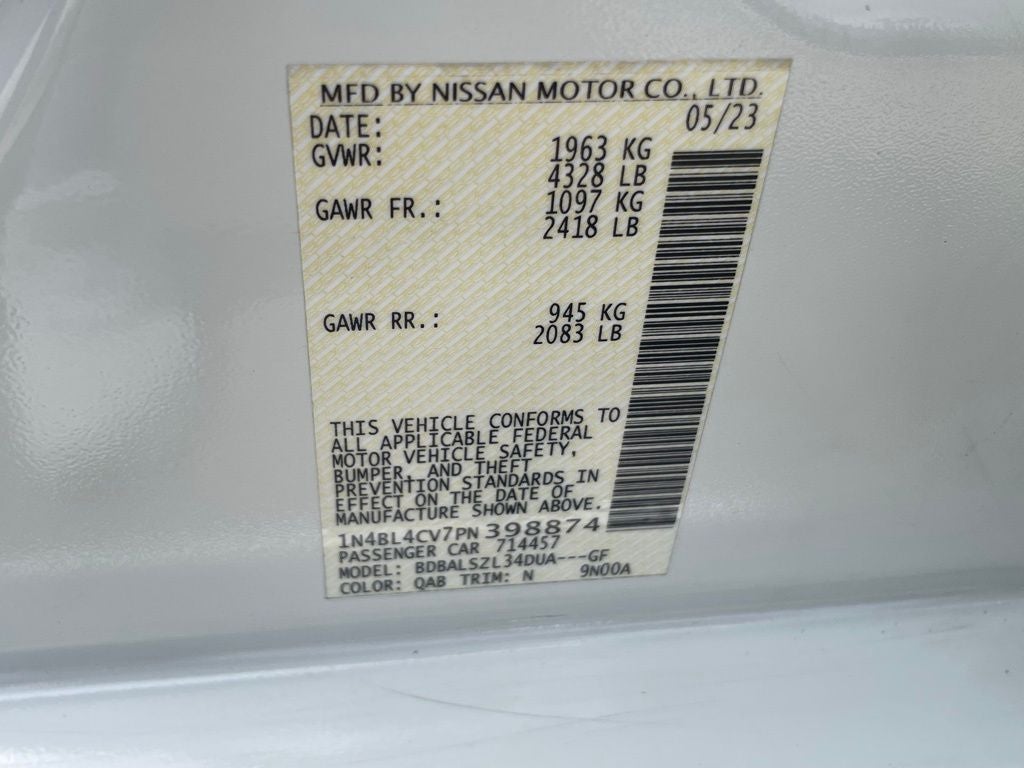 MFD BY NISSAN MOTOR CO., LTD.
DATE: 05/23
GVWR: 1963 KG
4328 LB
GAWR FR.: 1097 KG
2418 LB
GAWR RR.: 945 KG
2083 LB
THIS VEHICLE CONFORMS TO
ALL APPLICABLE FEDERAL
MOTOR VEHICLE SAFETY,
BUMPER, AND THEFT
PREVENTION STANDARDS IN
EFFECT ON THE DATE OF
MANUFACTURE SHOWN ABOVE.
1N4BL4CV7PN398874
PASSENGER CAR 714457
MODEL: BDBALSZL34DUA---GF
COLOR: QAB TRIM: N 9N00A